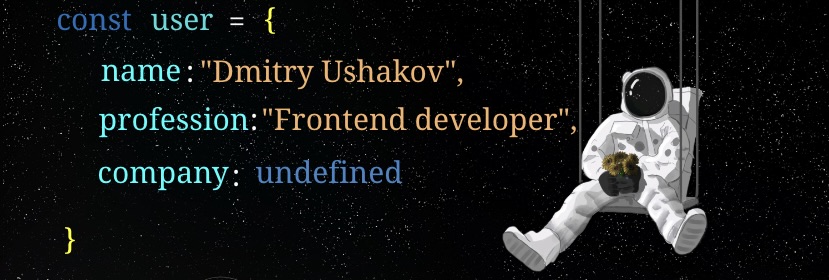 const user = {
name: "Dmitry Ushakov",
profession: "Frontend developer",
company: undefined
}